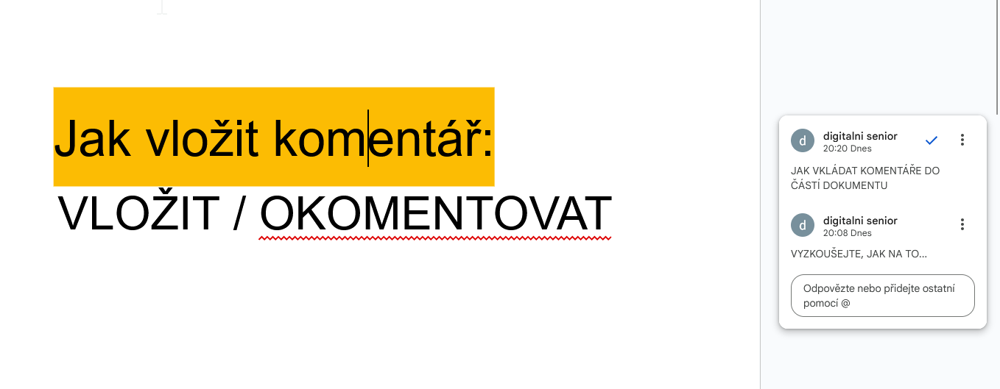 Jak vložit komentář:
VLOŽIT / OKOMENTOVAT
d
digitalni senior
20:20 Dnes
JAK VKLÁDAT KOMENTÁŘE DO
ČÁSTÍ DOKUMENTU
d
digitalni senior
20:08 Dnes
VYZKOUŠEJTE, JAK NA TO...
Odpovězte nebo přidejte ostatní
pomocí @